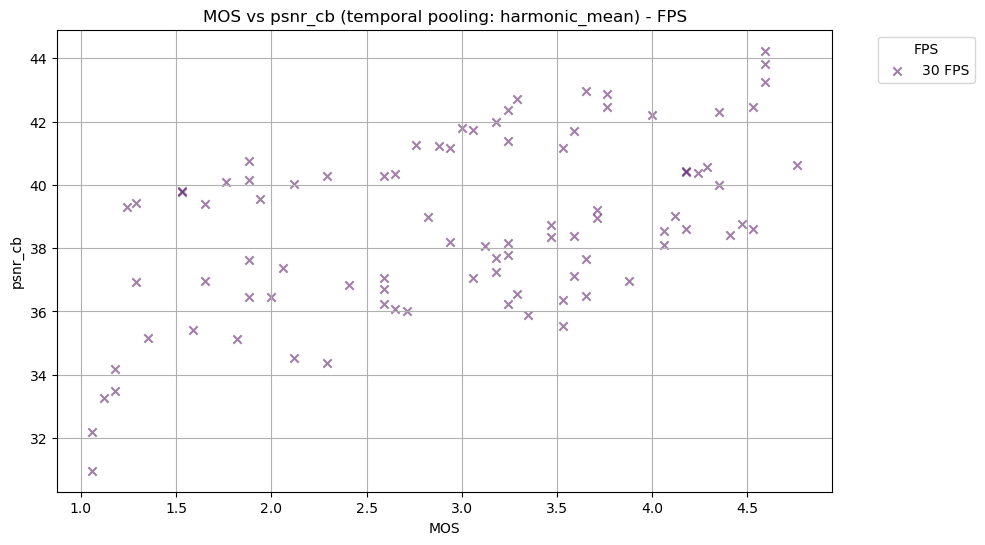 MOS vs psnr_cb (temporal pooling: harmonic_mean) - FPS
FPS
30 FPS
psnr_cb
44
42
40
38
36
34
32
1.0 1.5 2.0 2.5 3.0 3.5 4.0 4.5
MOS